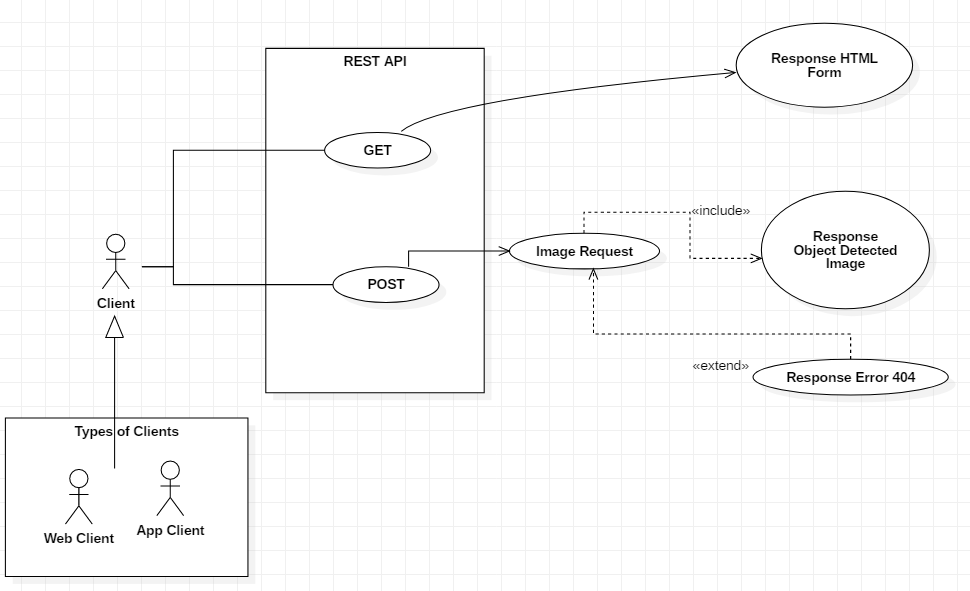 REST API
Response HTML
Form
GET
«include»
Response
Object Detected
Image
Image Request
POST
Client
«extend»
Response Error 404
Types of Clients
Web Client
App Client